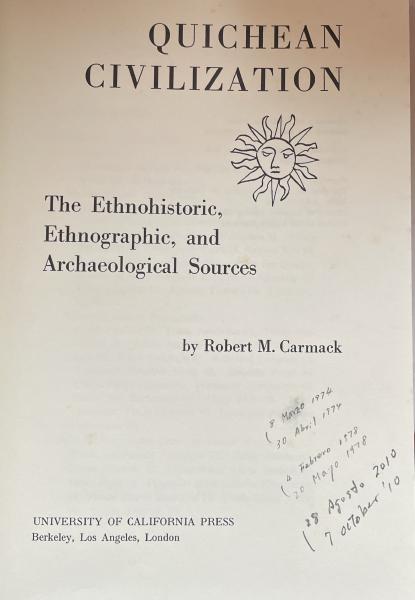 QUICHEAN
CIVILIZATION
The Ethnohistoric,
Ethnographic, and
Archaeological Sources
by Robert M. Carmack
8 Marzo 1974
30 Abril 1974
4 Febrero 1978
20 Mayo 1978
28 Agosto 2010
7 october '10
UNIVERSITY OF CALIFORNIA PRESS
Berkeley, Los Angeles, London